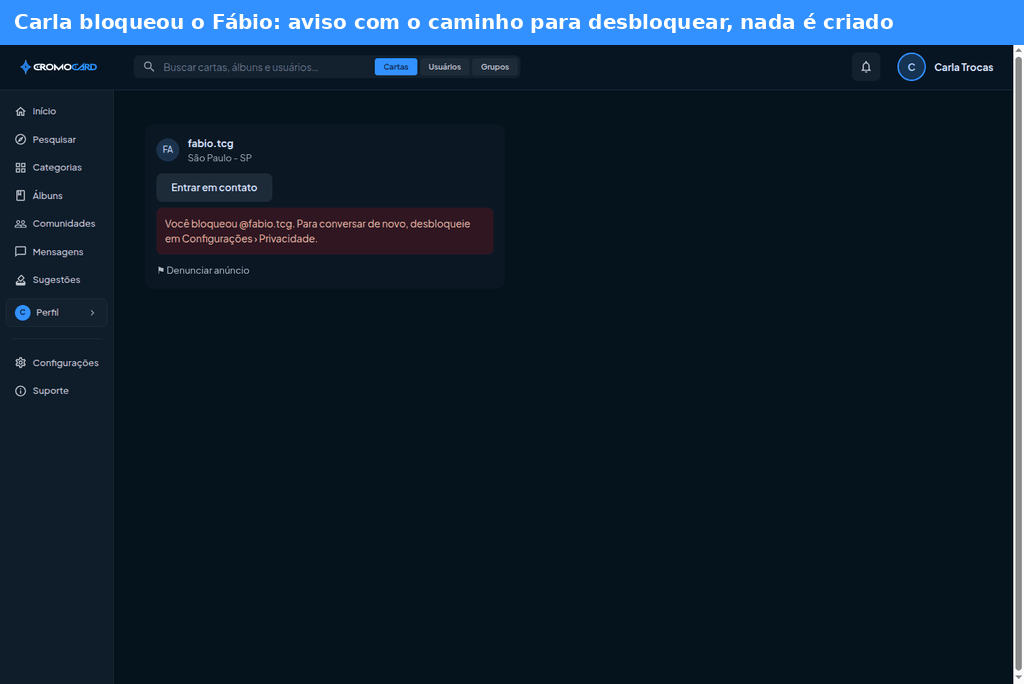 Carla bloqueou o Fábio: aviso com o caminho para desbloquear, nada é criado
CROMOCARD
Buscar cartas, álbuns e usuários...
Cartas
Usuários
Grupos
C
Carla Trocas
Início
Pesquisar
Categorias
Álbuns
Comunidades
Mensagens
Sugestões
C
Perfil
Configurações
Suporte
FA
fabio.tcg
São Paulo - SP
Entrar em contato
Você bloqueou @fabio.tcg. Para conversar de novo, desbloqueie
em Configurações › Privacidade.
Denunciar anúncio